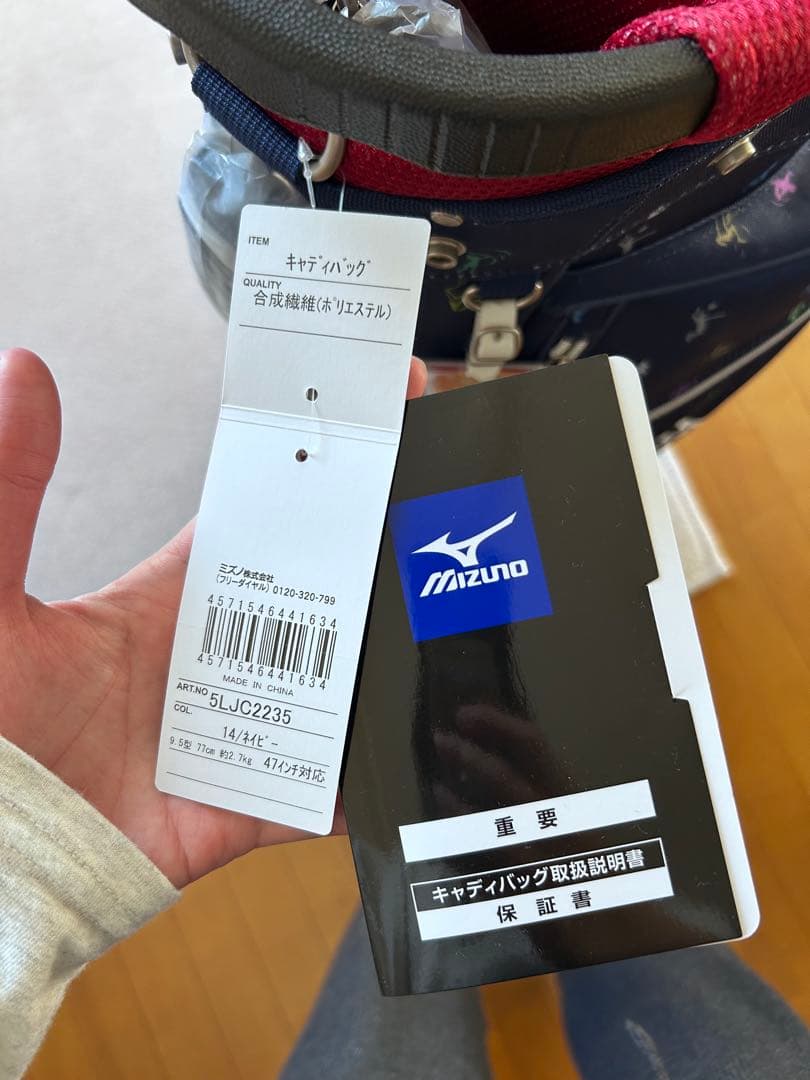 ITEM
キャディバッグ
QUALITY
合成繊維(ポリエステル)
ミズノ株式会社
(フリーダイヤル) 0120-320-799
4571546441634
4571546441634
MADE IN CHINA
ART.NO 5LJC2235
COL. 14/ネイビー
9.5型 77cm 約2.7kg 47インチ対応
MIZUNO
重要
キャディバッグ取扱説明書
保証書